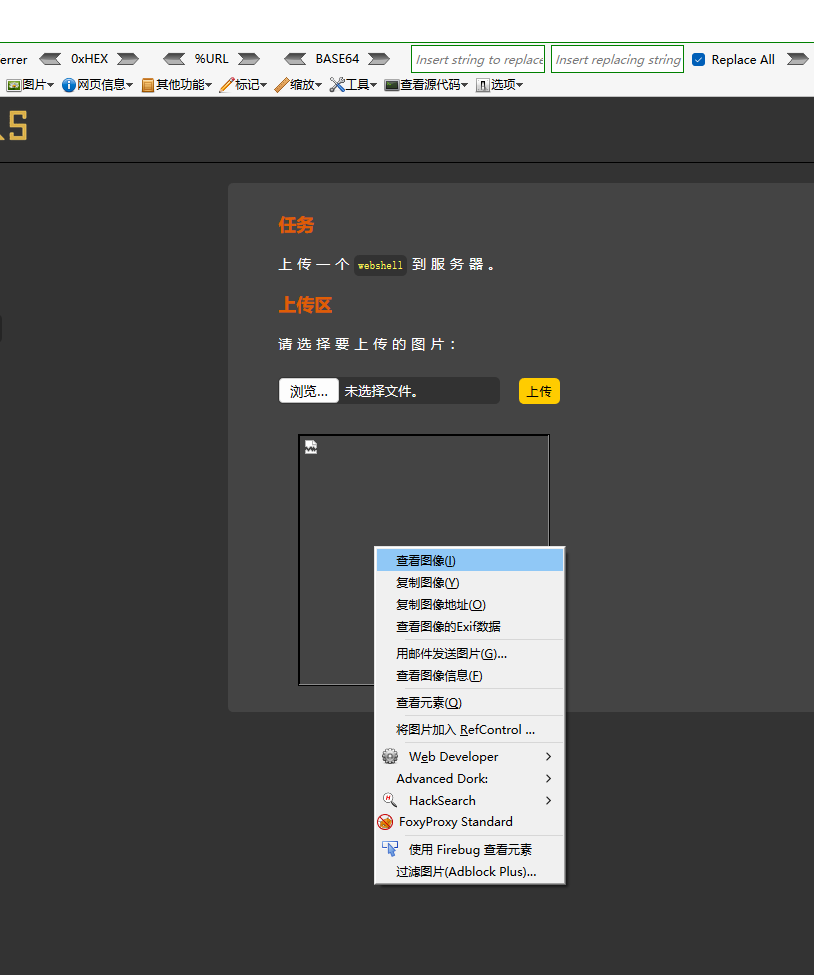 errer 0xHEX %URL BASE64 Insert string to replace Insert replacing string Replace All
图片 网页信息 其他功能 标记 缩放 工具 查看源代码 选项
S
任务
上传一个 webshell 到服务器。
上传区
请选择要上传的图片：
浏览... 未选择文件。 上传
查看图像(I)
复制图像(Y)
复制图像地址(O)
查看图像的Exif数据
用邮件发送图片(G)...
查看图像信息(F)
查看元素(Q)
将图片加入 RefControl ...
Web Developer
Advanced Dork:
HackSearch
FoxyProxy Standard
使用 Firebug 查看元素
过滤图片(Adblock Plus)...